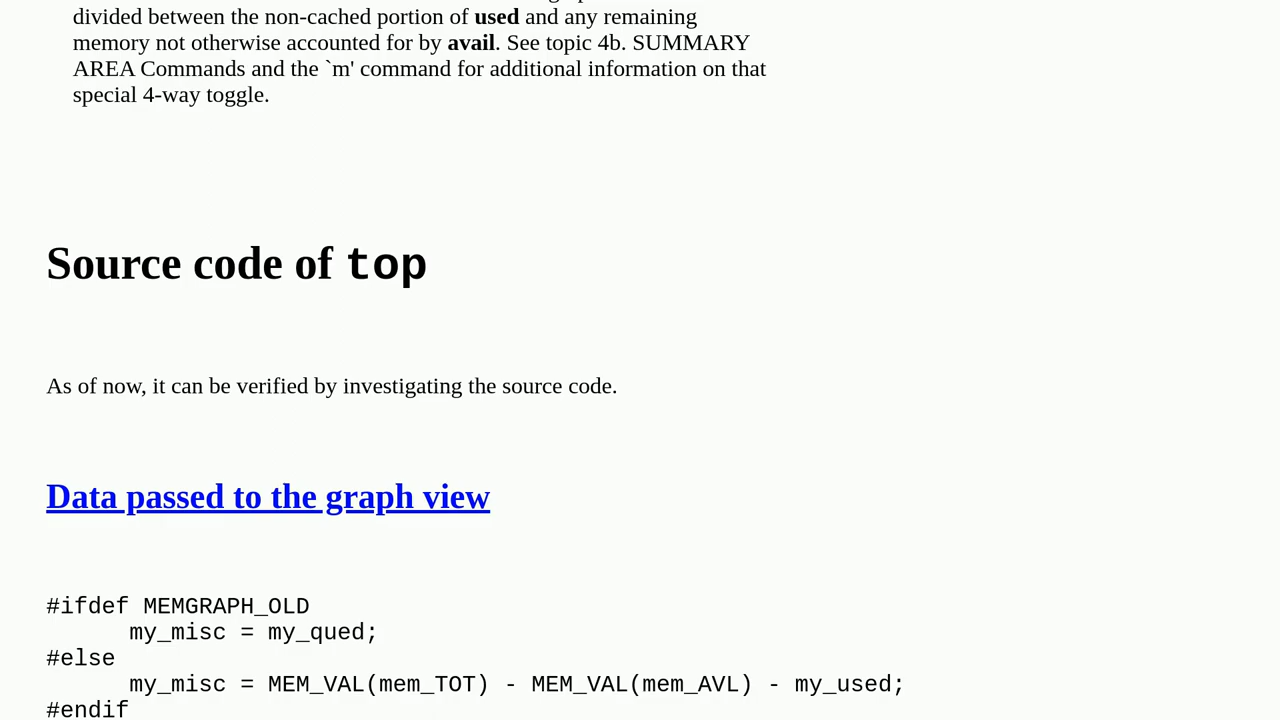 divided between the non-cached portion of used and any remaining
memory not otherwise accounted for by avail. See topic 4b. SUMMARY
AREA Commands and the `m' command for additional information on that
special 4-way toggle.
Source code of top
As of now, it can be verified by investigating the source code.
Data passed to the graph view
#ifdef MEMGRAPH_OLD
      my_misc = my_qued;
#else
      my_misc = MEM_VAL(mem_TOT) - MEM_VAL(mem_AVL) - my_used;
#endif